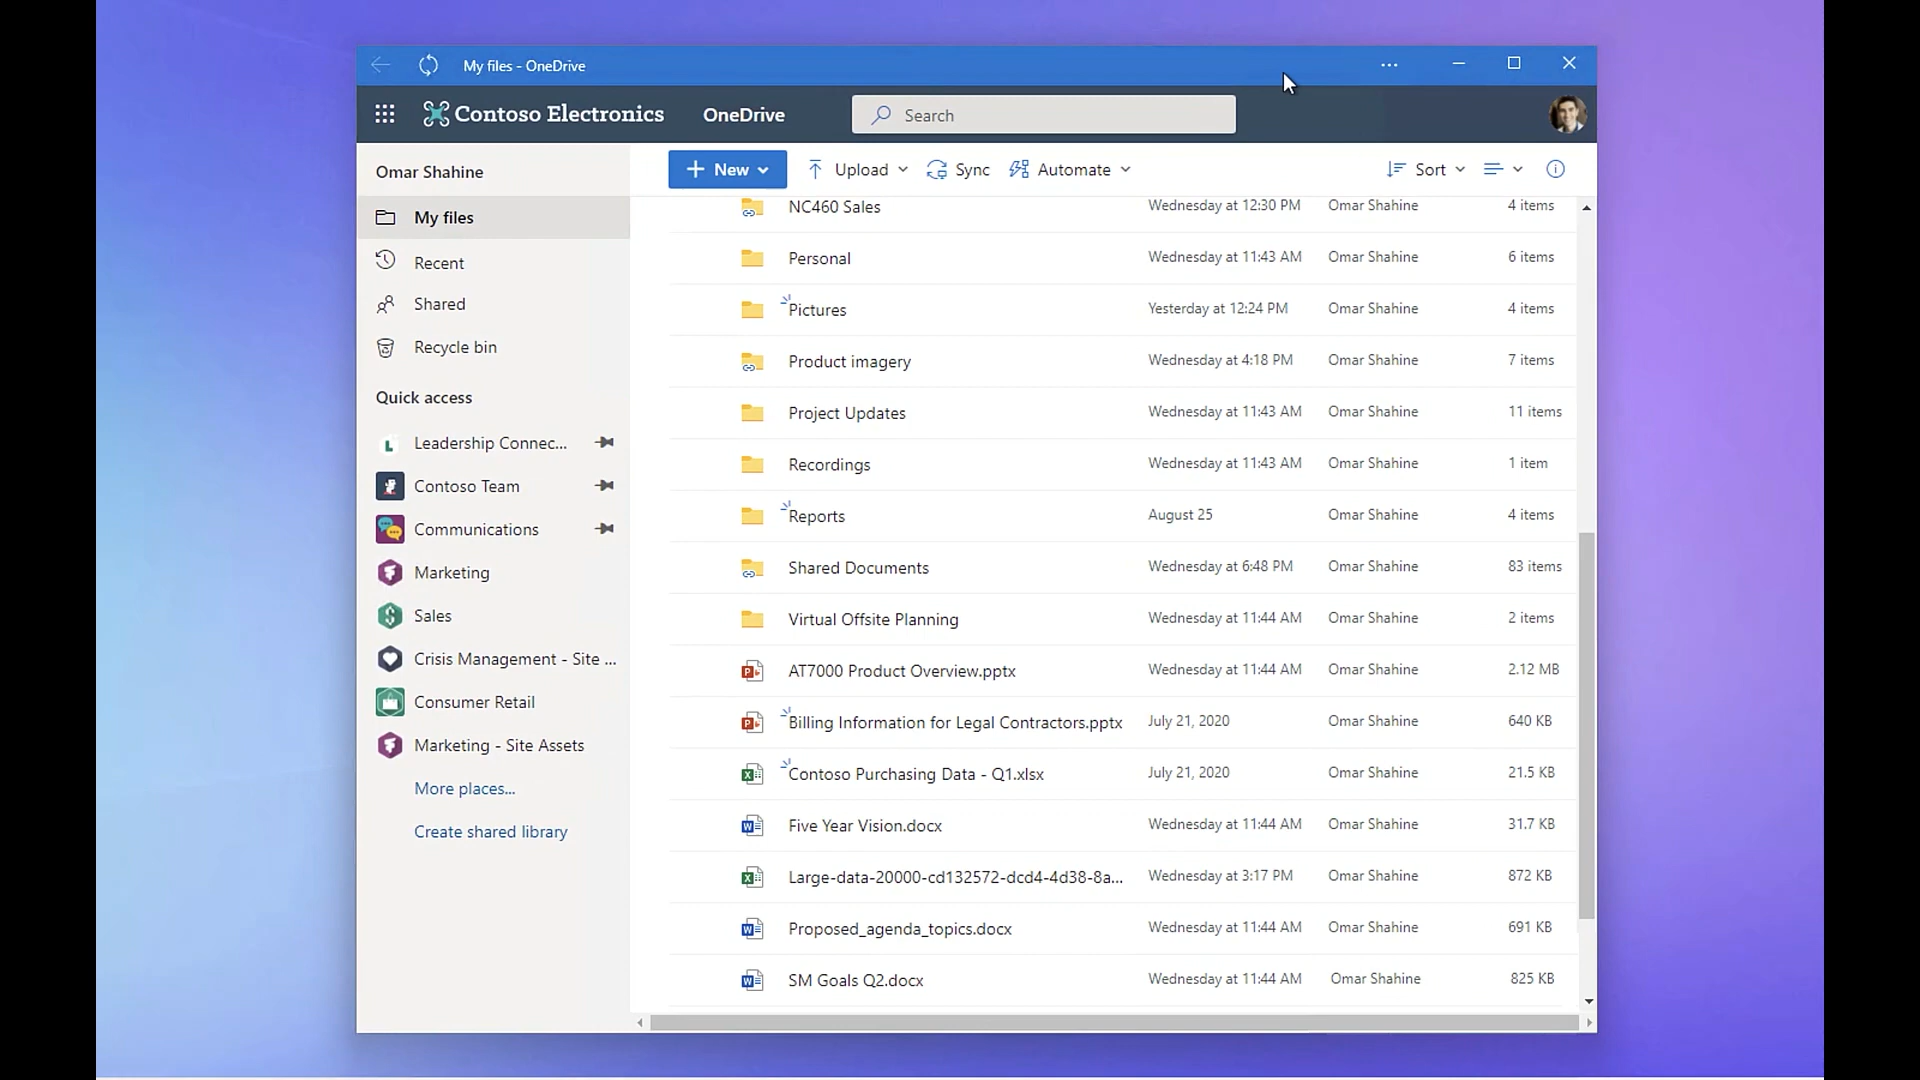 My files - OneDrive
Contoso Electronics OneDrive Search
Omar Shahine
New Upload Sync Automate Sort
My files
Recent
Shared
Recycle bin
Quick access
Leadership Connec...
Contoso Team
Communications
Marketing
Sales
Crisis Management - Site ...
Consumer Retail
Marketing - Site Assets
More places...
Create shared library
NC460 Sales Wednesday at 12:30 PM Omar Shahine 4 items
Personal Wednesday at 11:43 AM Omar Shahine 6 items
Pictures Yesterday at 12:24 PM Omar Shahine 4 items
Product imagery Wednesday at 4:18 PM Omar Shahine 7 items
Project Updates Wednesday at 11:43 AM Omar Shahine 11 items
Recordings Wednesday at 11:43 AM Omar Shahine 1 item
Reports August 25 Omar Shahine 4 items
Shared Documents Wednesday at 6:48 PM Omar Shahine 83 items
Virtual Offsite Planning Wednesday at 11:44 AM Omar Shahine 2 items
AT7000 Product Overview.pptx Wednesday at 11:44 AM Omar Shahine 2.12 MB
Billing Information for Legal Contractors.pptx July 21, 2020 Omar Shahine 640 KB
Contoso Purchasing Data - Q1.xlsx July 21, 2020 Omar Shahine 21.5 KB
Five Year Vision.docx Wednesday at 11:44 AM Omar Shahine 31.7 KB
Large-data-20000-cd132572-dcd4-4d38-8a... Wednesday at 3:17 PM Omar Shahine 872 KB
Proposed_agenda_topics.docx Wednesday at 11:44 AM Omar Shahine 691 KB
SM Goals Q2.docx Wednesday at 11:44 AM Omar Shahine 825 KB